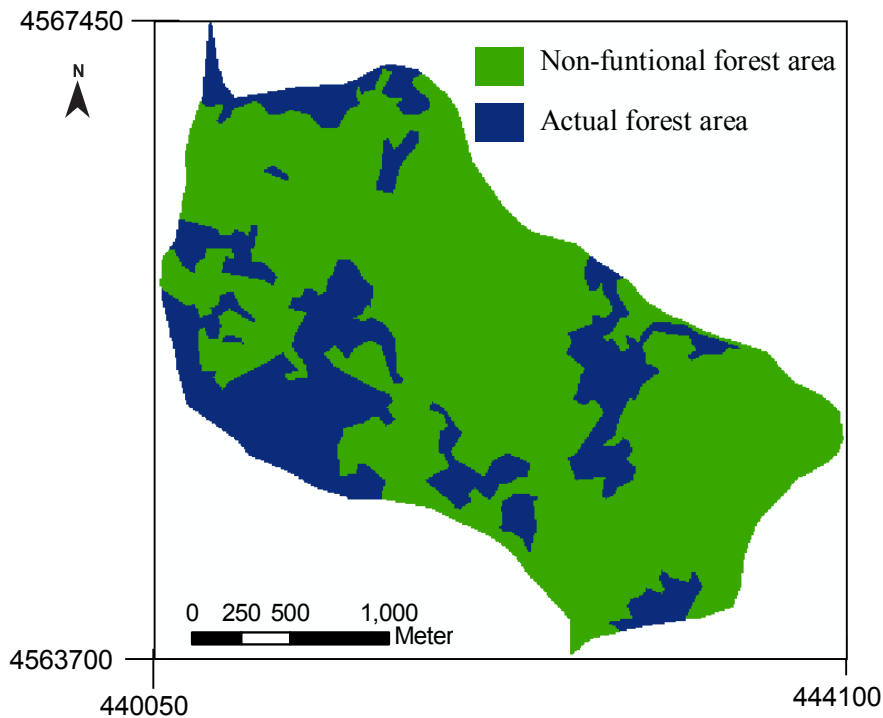 4567450
N
Non-funtional forest area
Actual forest area
0 250 500 1,000
Meter
4563700
440050
444100